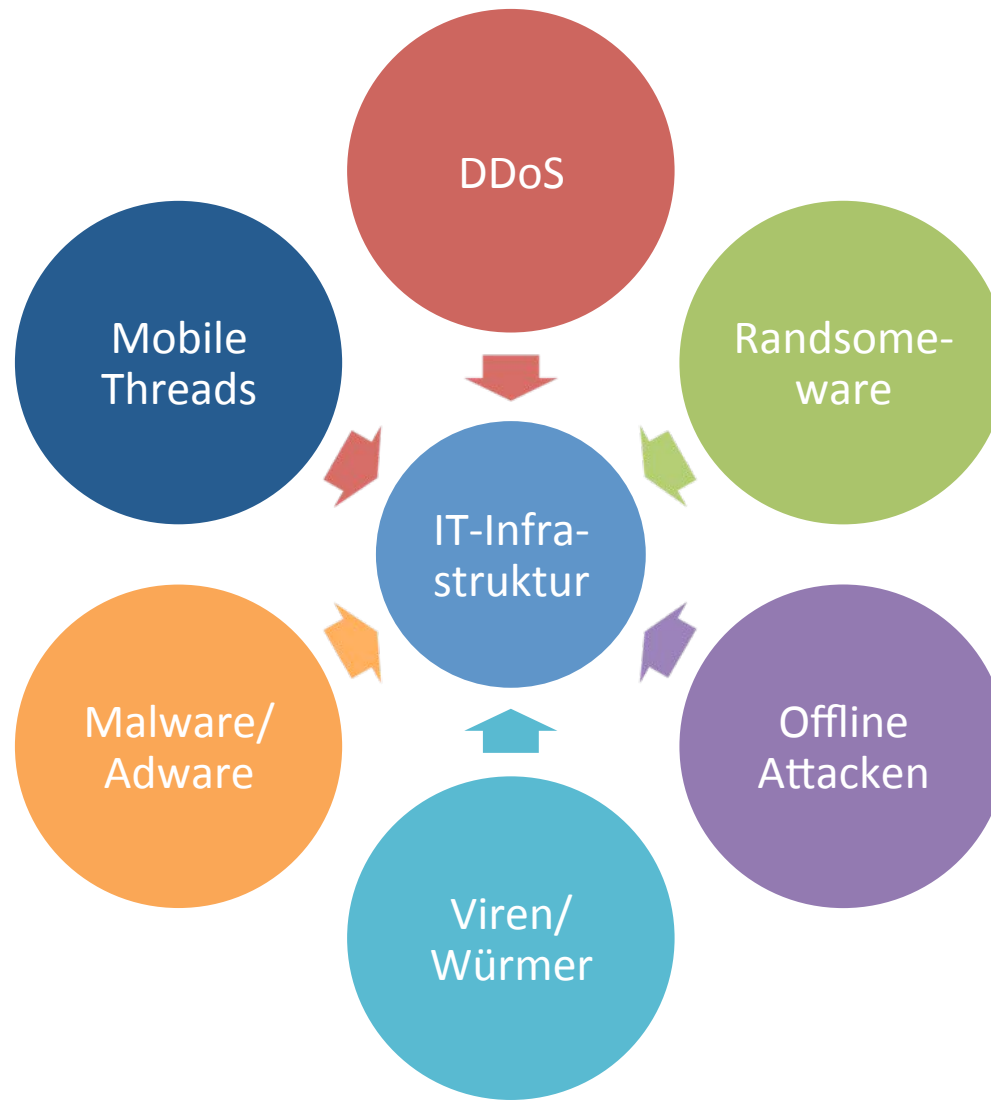 DDoS
Mobile
Threads
Randsome-
ware
IT-Infra-
struktur
Malware/
Adware
Offline
Attacken
Viren/
Würmer